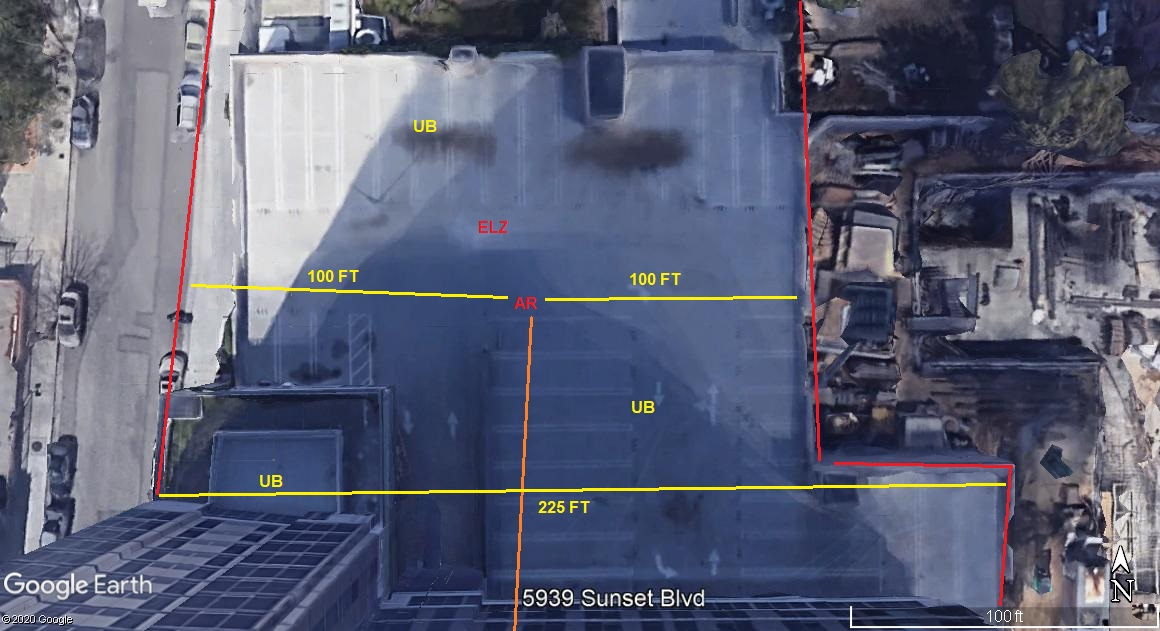 UB
ELZ
100 FT
100 FT
AR
UB
UB
225 FT
Google Earth
5939 Sunset Blvd
N
©2020 Google
100 ft